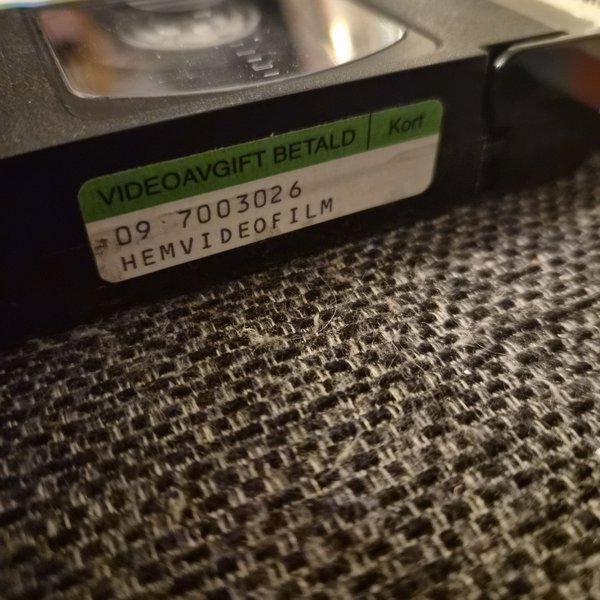 VIDEOAVGIFT BETALD Kort
09 7003026
HEMVIDEOFILM